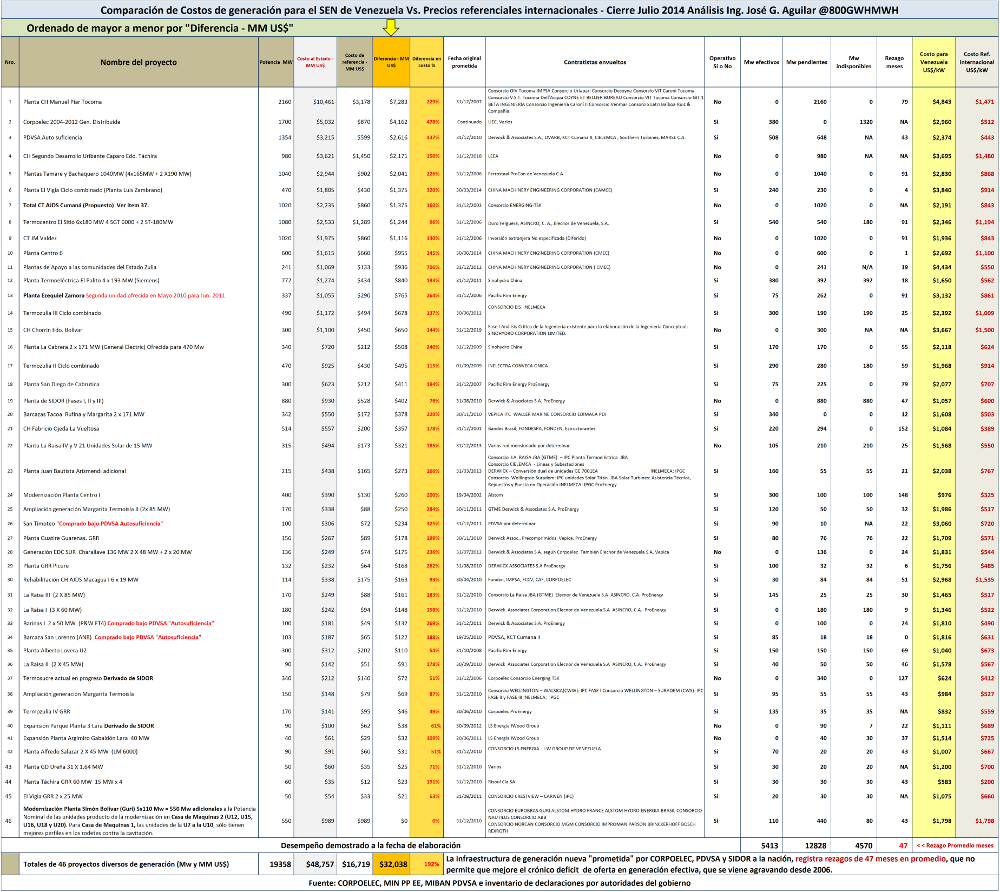 Comparación de Costos de generación para el SEN de Venezuela Vs. Precios referenciales internacionales - Cierre Julio 2014 Análisis Ing. José G. Aguilar @800GWHMWH
Ordenado de mayor a menor por "Diferencia - MM US$"
Nro. Nombre del proyecto Potencia MW Costo al Estado - MM US$ Costo de referencia - MM US$ Diferencia - MM US$ Diferencia en costo % Fecha original prometida Contratistas envueltos Operativo Si o No Mw efectivos Mw pendientes Mw indisponibles Rezago meses Costo para Venezuela US$/kW Costo Ref. internacional US$/kW
1 Planta CH Manuel Piar Tocoma 2160 $10,461 $3,178 $7,283 229% 31/12/2007 Consorcio OIV Tocoma IMPSA Consorcio Uriapari Consorcio Decoyne Consorcio VIT Caroní Tocoma
Consorcio V.S.T. Tocoma Dell'Acqua COYNE ET BELLIER BUREAU Consorcio VIT Tocoma Consorcio GIT 1
BETA INGENIERÍA Consorcio Ingeniería Caroní II Consorcio Venmar Consorcio Latri Balboa Ruiz &
Compañia No 0 2160 0 79 $4,843 $1,471
2 Corpoelec 2004-2012 Gen. Distribuida 1700 $5,032 $870 $4,162 478% Continuado UEC, Varios Si 380 0 1320 NA $2,960 $512
3 PDVSA Auto suficiencia 1354 $3,215 $599 $2,616 437% 31/12/2010 Derwick & Associates S.A., OVARB, KCT Cumana II, CIELEMCA , Southern Turbines, MARSE C.A. Si 508 648 NA 43 $2,374 $443
4 CH Segundo Desarrollo Uribante Caparo Edo. Táchira 980 $3,621 $1,450 $2,171 150% 31/12/2018 LEEA No 0 980 NA NA $3,695 $1,480
5 Plantas Tamare y Bachaquero 1040MW (4x165MW + 2 X190 MW) 1040 $2,944 $902 $2,041 226% 31/12/2006 Ferrostaal ProCon de Venezuela C.A No 0 1040 0 91 $2,830 $868
6 Planta El Vigía Ciclo combinado (Planta Luis Zambrano) 470 $1,805 $430 $1,375 320% 30/03/2014 CHINA MACHINERY ENGINEERING CORPORATION (CAMCE) Si 240 230 0 4 $3,840 $914
7 Total CT AJDS Cumaná (Propuesto) Ver item 37. 1020 $2,235 $860 $1,375 160% 31/12/2003 Consorcio ENERGING-TSK No 0 1020 0 NA $2,191 $843
8 Termocentro El Sitio 6x180 MW 4 SGT 6000 + 2 ST-180MW 1080 $2,533 $1,289 $1,244 96% 31/12/2006 Duro Felguera, ASINCRO, C. A., Elecnor de Venezuela, S.A. Si 540 540 180 91 $2,346 $1,194
9 CT JM Valdez 1020 $1,975 $860 $1,116 130% 31/12/2006 Inversión extranjera No especificada (Diferido) No 0 1020 0 91 $1,936 $843
10 Planta Centro 6 600 $1,615 $660 $955 145% 30/06/2014 CHINA MACHINERY ENGINEERING CORPORATION (CMEC) No 0 600 0 1 $2,692 $1,100
11 Plantas de Apoyo a las comunidades del Estado Zulia 241 $1,069 $133 $936 706% 31/12/2012 CHINA MACHINERY ENGINEERING CORPORATION ( CMEC) No 0 241 N/A 19 $4,434 $550
12 Planta Termoeléctrica El Palito 4 x 193 MW (Siemens) 772 $1,274 $434 $840 193% 31/12/2011 Sinohydro China Si 380 392 392 18 $1,650 $562
13 Planta Ezequiel Zamora Segunda unidad ofrecida en Mayo 2010 para Jun. 2011 337 $1,055 $290 $765 264% 31/12/2006 Pacific Rim Energy Si 75 262 0 91 $3,132 $861
14 Termozulia III Ciclo combinado 490 $1,172 $494 $678 137% 30/06/2012 CONSORCIO EIS INELMECA Si 300 190 190 25 $2,392 $1,009
15 CH Chorrín Edo. Bolívar 300 $1,100 $450 $650 144% 31/12/2019 Fase I Análisis Crítico de la Ingeniería existente para la elaboración de la Ingeniería Conceptual:
SINOHYDRO CORPORATION LIMITED. No 0 300 NA NA $3,667 $1,500
16 Planta La Cabrera 2 x 171 MW (General Electric) Ofrecida para 470 Mw 340 $720 $212 $508 240% 31/12/2009 Sinohydro China Si 170 170 0 55 $2,118 $624
17 Termozulia II Ciclo combinado 470 $925 $430 $495 115% 01/09/2009 INELECTRA CONVECA ONICA Si 290 280 180 59 $1,968 $914
18 Planta San Diego de Cabrutica 300 $623 $212 $411 194% 31/12/2007 Pacific Rim Energy ProEnergy Si 75 225 0 79 $2,077 $707
19 Planta de SIDOR (Fases I, II y III) 880 $930 $528 $402 76% 31/08/2010 Derwick & Associates S.A. ProEnergy No 0 880 880 47 $1,057 $600
20 Barcazas Tacoa Rufina y Margarita 2 x 171 MW 342 $550 $172 $378 220% 30/11/2010 VEPICA ITC WALLER MARINE CONSORCIO EDIMACA PDI Si 340 0 0 12 $1,608 $503
21 CH Fabricio Ojeda La Vueltosa 514 $557 $200 $357 178% 31/12/2001 Bandes Brasil, FONDESPA, FONDEN, Estructurantes Si 220 294 0 152 $1,084 $389
22 Planta La Raisa IV y V 21 Unidades Solar de 15 MW 315 $494 $173 $321 185% 31/12/2013 Varios redimensionado por determinar No 105 210 210 25 $1,568 $550
23 Planta Juan Bautista Arismendi adicional 215 $438 $165 $273 166% 31/03/2013 Consorcio LA RAISA JBA (GTME) – IPC Planta Termoeléctrica JBA
Consorcio CIELEMCA - Líneas y Subestaciones
DERWICK – Conversión dual de unidades GE 7001EA INELMECA: IPGC
Consorcio Wellington Suradem: IPC unidades Solar Titán JBA Solar Turbines: Asistencia Técnica,
Repuestos y Puesta en Operación INELMECA: IPGC ProEnergy Si 160 55 55 21 $2,038 $767
24 Modernización Planta Centro I 400 $390 $130 $260 200% 19/04/2002 Alstom Si 300 100 100 148 $976 $325
25 Ampliación generación Margarita Termoisla II (2x 85 MW) 170 $338 $88 $250 284% 30/11/2011 GTME Derwick & Associates S.A. ProEnergy Si 120 50 50 32 $1,986 $517
26 San Timoteo "Comprado bajo PDVSA Autosuficiencia" 100 $306 $72 $234 325% 31/12/2011 PDVSA por determinar Si 90 10 NA 22 $3,060 $720
27 Planta Guatire Guarenas. GRR 156 $267 $89 $178 199% 30/11/2010 Derwick Assoc., Precomprimidos, Vepica. ProEnergy Si 80 76 76 22 $1,709 $571
28 Generación EDC SUR Charallave 136 MW 2 X 48 MW + 2 x 20 MW 136 $249 $74 $175 236% 31/07/2012 Derwick & Associates S.A. según Corpoelec También Elecnor de Venezuela S.A. Vepica No 0 136 0 24 $1,831 $544
29 Planta GRR Picure 132 $232 $64 $168 262% 31/08/2010 DERWICK ASSOCIATES S.A ProEnergy Si 100 32 32 6 $1,756 $485
30 Rehabilitación CH AJDS Macagua I 6 x 19 MW 114 $338 $175 $163 93% 30/04/2010 Fonden, IMPSA, FCCV, CAF, CORPOELEC Si 30 84 84 51 $2,968 $1,535
31 La Raisa III (2 X 85 MW) 170 $249 $88 $161 183% 31/12/2010 Consorcio La Raisa JBA (GTME) Elecnor de Venezuela S.A ASINCRO, C.A. ProEnergy Si 145 25 25 30 $1,465 $517
32 La Raisa I (3 X 60 MW) 180 $242 $94 $148 158% 31/12/2010 Derwick Associates Corporation Elecnor de Venezuela S.A ASINCRO, C.A. ProEnergy Si 0 180 180 9 $1,346 $522
33 Barinas I 2 x 50 MW (P&W FT4) Comprado bajo PDVSA "Autosuficiencia" 100 $181 $49 $132 269% 31/12/2011 Derwick & Associates S.A. ProEnergy Si 0 100 0 24 $1,810 $490
34 Barcaza San Lorenzo (ANB) Comprado bajo PDVSA "Autosuficiencia" 103 $187 $65 $122 188% 19/05/2010 PDVSA, KCT Cumana II Si 85 18 18 0 $1,816 $631
35 Planta Alberto Lovera U2 300 $312 $202 $110 54% 31/10/2008 Pacific Rim Energy Si 150 150 150 69 $1,040 $673
36 La Raisa II (2 X 45 MW) 90 $142 $51 $91 178% 30/09/2010 Derwick Associates Corporation Elecnor de Venezuela S.A ASINCRO, C.A. ProEnergy Si 40 50 50 46 $1,578 $567
37 Termosucre actual en progreso Derivado de SIDOR 340 $212 $140 $72 51% 31/12/2006 Corpoelec Consorcio Energing TSK No 0 340 0 127 $624 $412
38 Ampliación generación Margarita Termoisla 150 $148 $79 $69 87% 31/12/2010 Consorcio WELLINGTON – WALSICA(CWW): IPC FASE I Consorcio WELLINGTON – SURADEM (CWS): IPC
FASE II y FASE III INELMECA: IPGC Si 95 55 55 43 $984 $527
39 Termozulia IV GRR 170 $141 $95 $46 49% 30/06/2010 Corpoelec ProEnergy Si 135 35 35 NA $832 $559
40 Expansión Parque Planta 3 Lara Derivado de SIDOR 90 $100 $62 $38 61% 30/09/2012 LS Energía IWood Group No 0 90 7 22 $1,111 $689
41 Expansión Planta Argimiro Gabaldón Lara 40 MW 40 $61 $29 $32 109% 20/06/2011 LS Energía IWood Group No 0 40 30 37 $1,514 $725
42 Planta Alfredo Salazar 2 X 45 MW (LM 6000) 90 $91 $60 $31 51% 31/12/2010 CONSORCIO LS ENERGIA - I-W GROUP DE VENEZUELA Si 70 20 20 43 $1,007 $667
43 Planta GD Ureña 31 X 1.64 MW 50 $60 $35 $25 71% 31/12/2010 Varios Si 30 20 20 NA $1,200 $700
44 Planta Táchira GRR 60 MW 15 MW x 4 60 $35 $12 $23 191% 31/12/2010 Risoul Cia SA Si 30 30 30 43 $583 $200
45 El Vígia GRR 2 x 25 MW 50 $54 $33 $21 63% 31/08/2011 CONSORCIO CRESTVIEW – CARIVEN (IPC) Si 20 30 30 NA $1,075 $660
46 Modernización Planta Simón Bolívar (Guri) 5x110 Mw = 550 Mw adicionales a la Potencia
Nominal de las unidades producto de la modernización en Casa de Maquinas 2 (U12, U15,
U16, U18 y U20). Para Casa de Maquinas 1, las unidades de la U7 a la U10, sólo tienen
mejores perfiles en los rodetes contra la cavitación. 550 $989 $989 $0 0% 31/12/2010 CONSORCIO EUROBRAS GURI ALSTOM HYDRO FRANCE ALSTOM HYDRO ENERGIA BRASIL CONSORCIO
NAUTILUS CONSORCIO ABB
CONSORCIO NORCAN CONSORCIO MGM CONSORCIO IMPROMAN PARSON BRINCKERHOFF BOSCH
REXROTH Si 110 440 80 43 $1,798 $1,798
Desempeño demostrado a la fecha de elaboración 5413 12828 4570 47 < < Rezago Promedio meses
Totales de 46 proyectos diversos de generación (Mw y MM US$) 19358 $48,757 $16,719 $32,038 192% La infraestructura de generación nueva "prometida" por CORPOELEC, PDVSA y SIDOR a la nación, registra rezagos de 47 meses en promedio, que no
permite que mejore el crónico deficit de oferta en generación efectiva, que se viene agravando desde 2006.
Fuente: CORPOELEC, MIN PP EE, MIBAN PDVSA e inventario de declaraciones por autoridades del gobierno